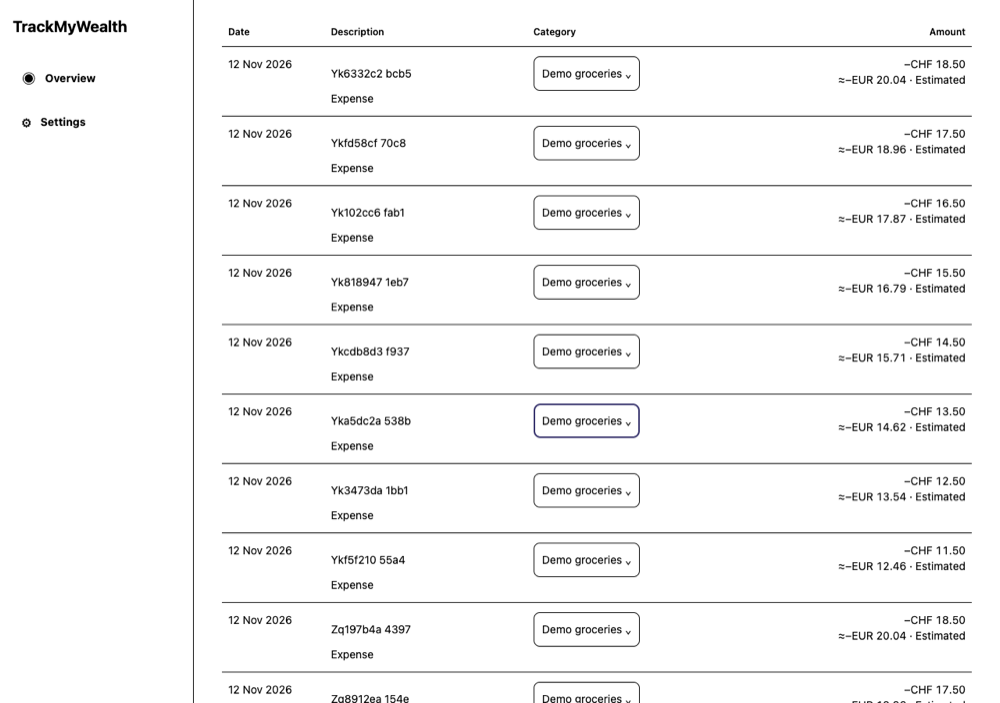 TrackMyWealth
Overview
Settings
Date Description Category Amount
12 Nov 2026 Yk6332c2 bcb5 Demo groceries −CHF 18.50
≈−EUR 20.04 · Estimated
Expense
12 Nov 2026 Ykfd58cf 70c8 Demo groceries −CHF 17.50
≈−EUR 18.96 · Estimated
Expense
12 Nov 2026 Yk102cc6 fab1 Demo groceries −CHF 16.50
≈−EUR 17.87 · Estimated
Expense
12 Nov 2026 Yk818947 1eb7 Demo groceries −CHF 15.50
≈−EUR 16.79 · Estimated
Expense
12 Nov 2026 Ykcdb8d3 f937 Demo groceries −CHF 14.50
≈−EUR 15.71 · Estimated
Expense
12 Nov 2026 Yka5dc2a 538b Demo groceries −CHF 13.50
≈−EUR 14.62 · Estimated
Expense
12 Nov 2026 Yk3473da 1bb1 Demo groceries −CHF 12.50
≈−EUR 13.54 · Estimated
Expense
12 Nov 2026 Ykf5f210 55a4 Demo groceries −CHF 11.50
≈−EUR 12.46 · Estimated
Expense
12 Nov 2026 Zq197b4a 4397 Demo groceries −CHF 18.50
≈−EUR 20.04 · Estimated
Expense
12 Nov 2026 Zq8912ea 154e Demo groceries −CHF 17.50